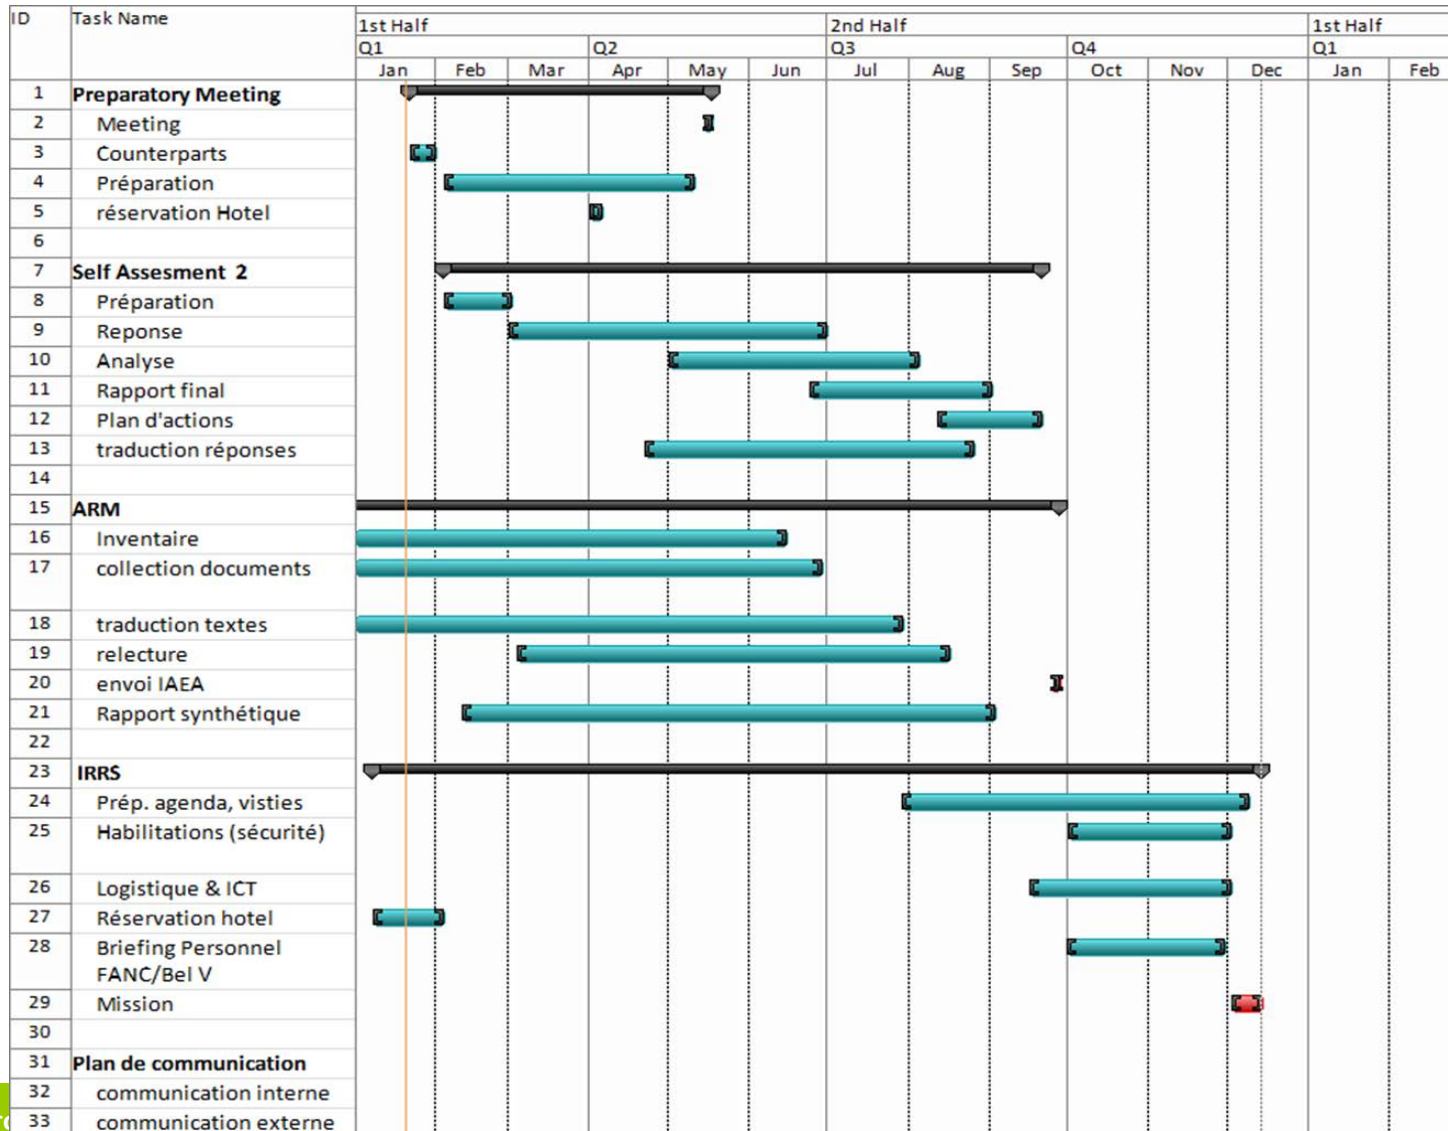 ID Task Name
1st Half 2nd Half 1st Half
Q1 Q2 Q3 Q4 Q1
Jan Feb Mar Apr May Jun Jul Aug Sep Oct Nov Dec Jan Feb
1 Preparatory Meeting
2 Meeting
3 Counterparts
4 Préparation
5 réservation Hotel
6
7 Self Assesment 2
8 Préparation
9 Reponse
10 Analyse
11 Rapport final
12 Plan d'actions
13 traduction réponses
14
15 ARM
16 Inventaire
17 collection documents
18 traduction textes
19 relecture
20 envoi IAEA
21 Rapport synthétique
22
23 IRRS
24 Prép. agenda, visties
25 Habilitations (sécurité)
26 Logistique & ICT
27 Réservation hotel
28 Briefing Personnel
FANC/Bel V
29 Mission
30
31 Plan de communication
32 communication interne
33 communication externe